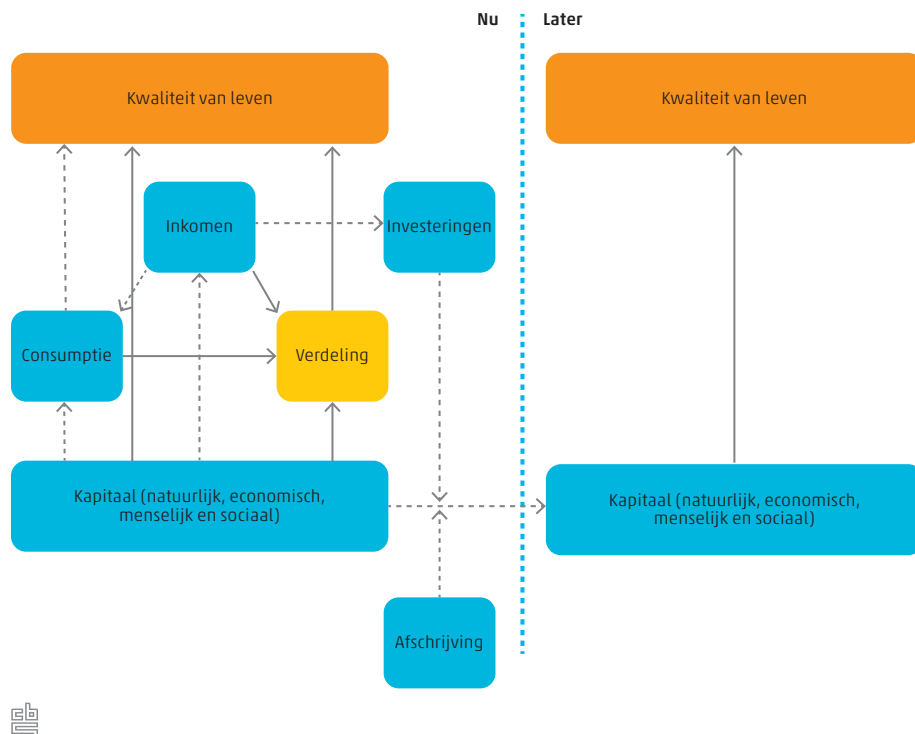 Nu
Later
Kwaliteit van leven
Kwaliteit van leven
Inkomen
Investeringen
Consumptie
Verdeling
Kapitaal (natuurlijk, economisch,
menselijk en sociaal)
Kapitaal (natuurlijk, economisch,
menselijk en sociaal)
Afschrijving
cbs